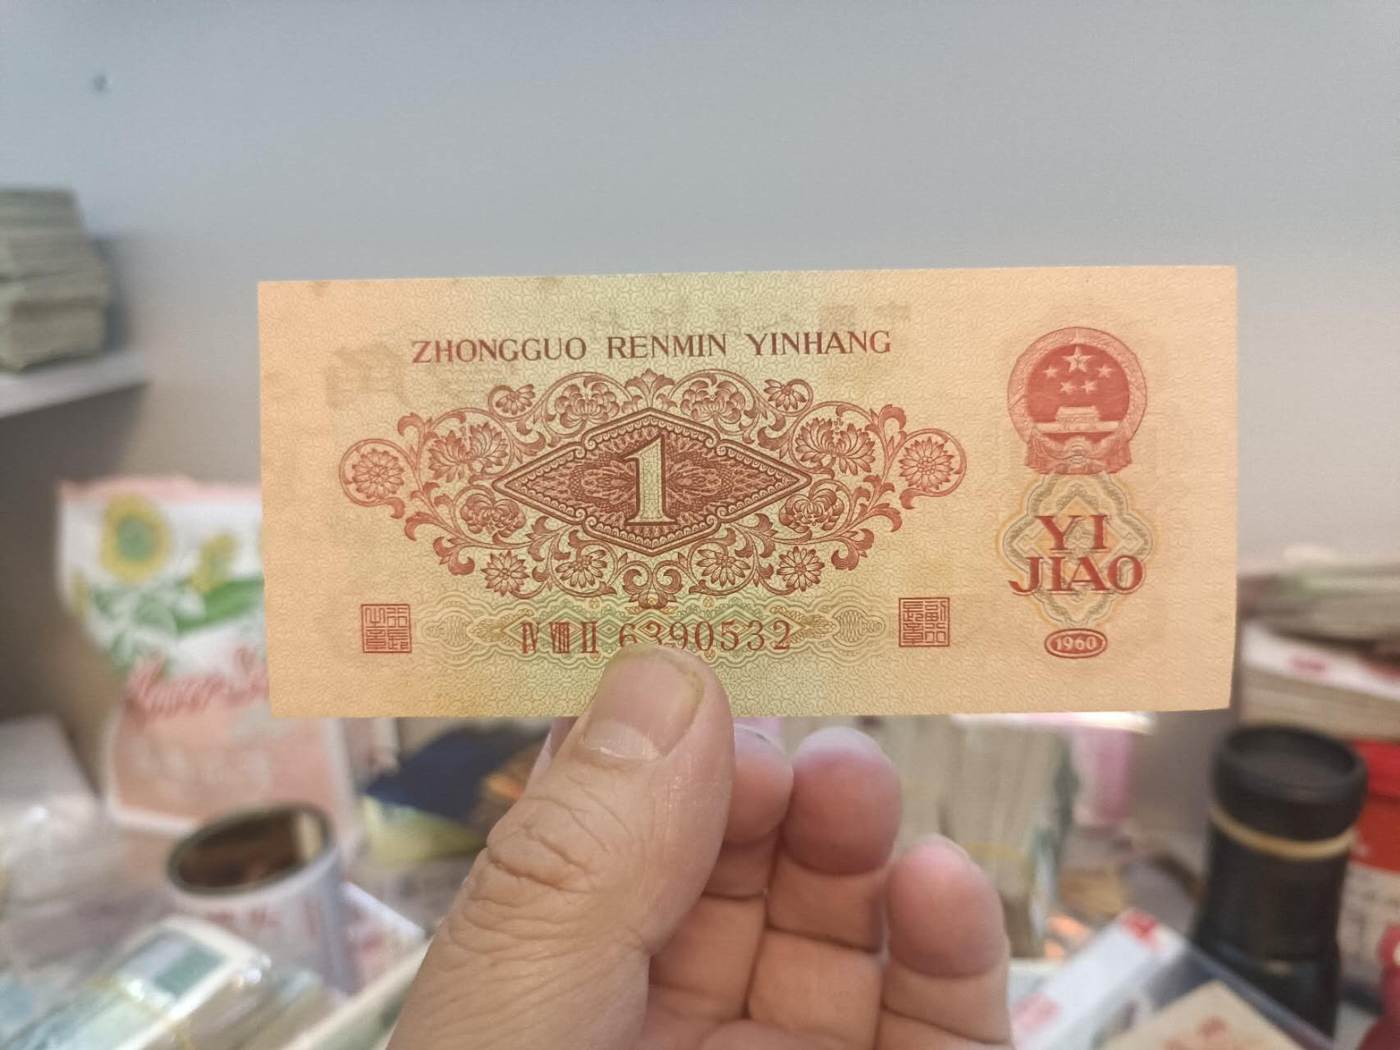 ZHONGGUO RENMIN YINHANG
1
YI
JIAO
IV VIII II 6390532
1960